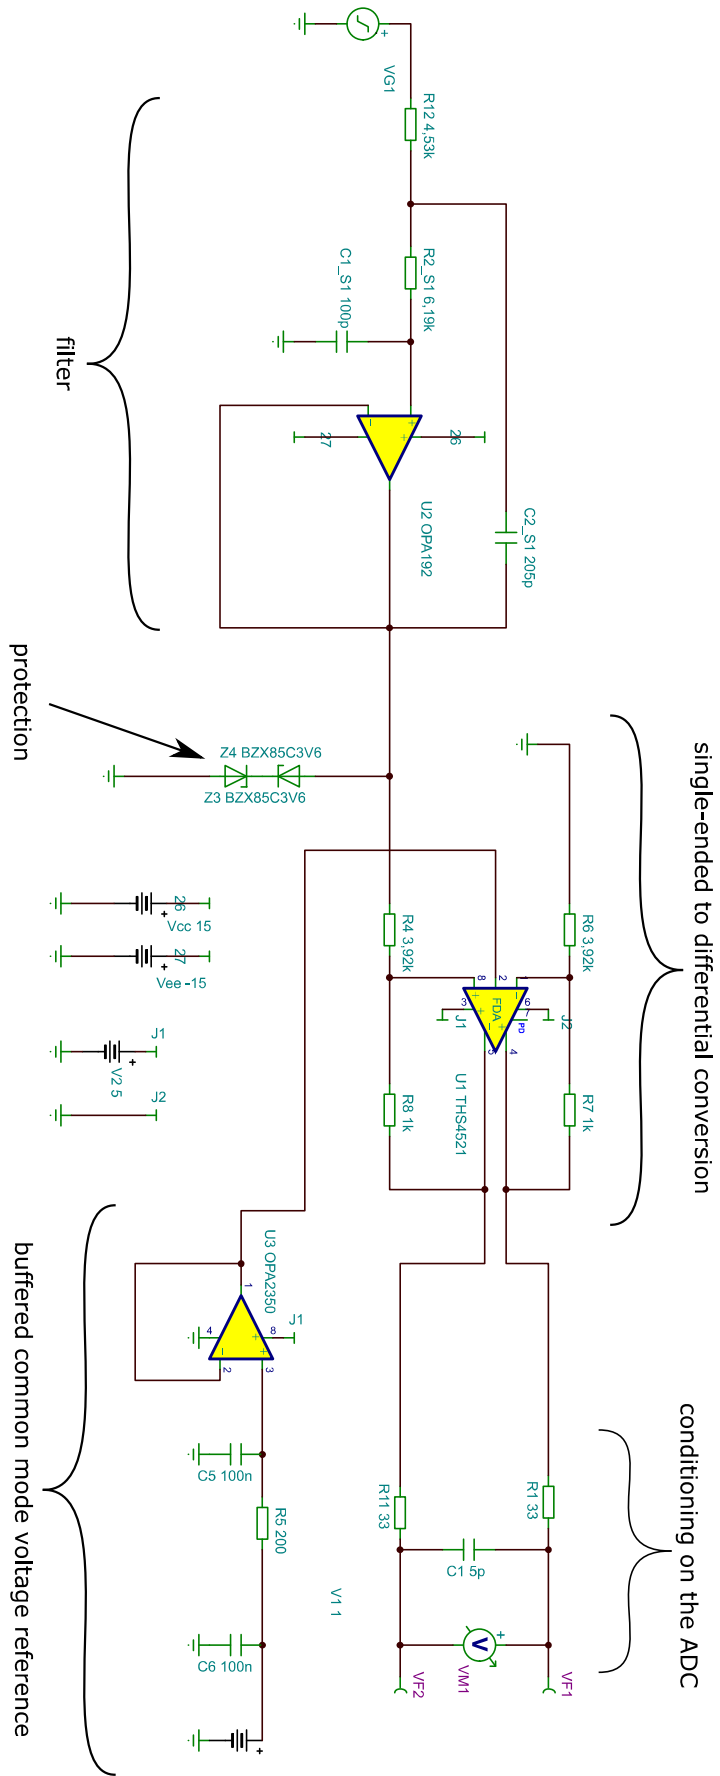 VG1
R12 4,53k
R2_S1 6,19k
C1_S1 100p
filter
27
26
U2 OPA192
C2_S1 205p
protection
Z4 BZX85C3V6
Z3 BZX85C3V6
single-ended to differential conversion
R4 3,92k
R6 3,92k
8
2
1
3
6
7
PD
FDA
J1
J2
5
4
U1 THS4521
R8 1k
R7 1k
26
Vcc 15
27
Vee -15
J1
V2 5
J2
buffered common mode voltage reference
U3 OPA2350
1
J1
4
8
2
3
C5 100n
R5 200
C6 100n
V1 1
conditioning on the ADC
R11 33
R1 33
C1 5p
V
VM1
VF2
VF1